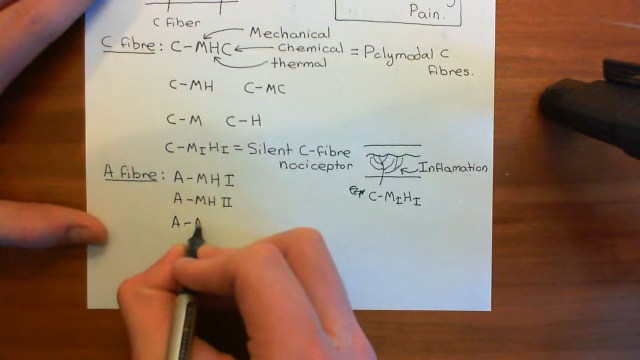 C fiber
Pain.
C fibre: C-MHC
Mechanical
Chemical
thermal
= Polymodal C fibres.
C-MH C-MC
C-M C-H
C-MIHI = Silent C-fibre nociceptor
Inflamation
C-MIHI
A fibre: A-MH I
A-MH II
A-